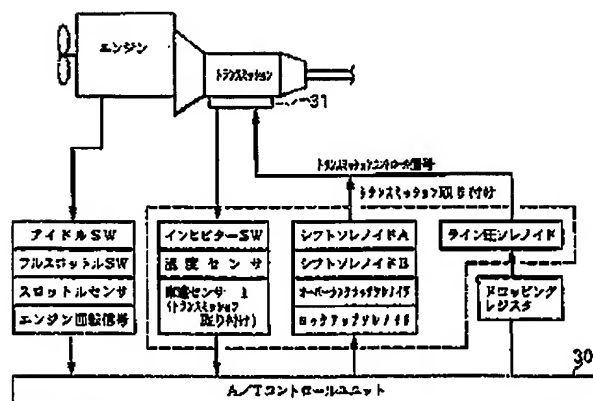 エンジン
トランスミッション
31
トランスミッションコントロール信号
トランスミッション取り付け
アイドルSW
フルスロットルSW
スロットルセンサ
エンジン回転信号
インヒビターSW
温度センサ
車速センサ1
(トランスミッション
取り付け)
シフトソレノイドA
シフトソレノイドB
オーバーランクラッチソレノイド
ロックアップソレノイド
ライン圧ソレノイド
ドロッピング
レジスタ
30
A/Tコントロールユニット